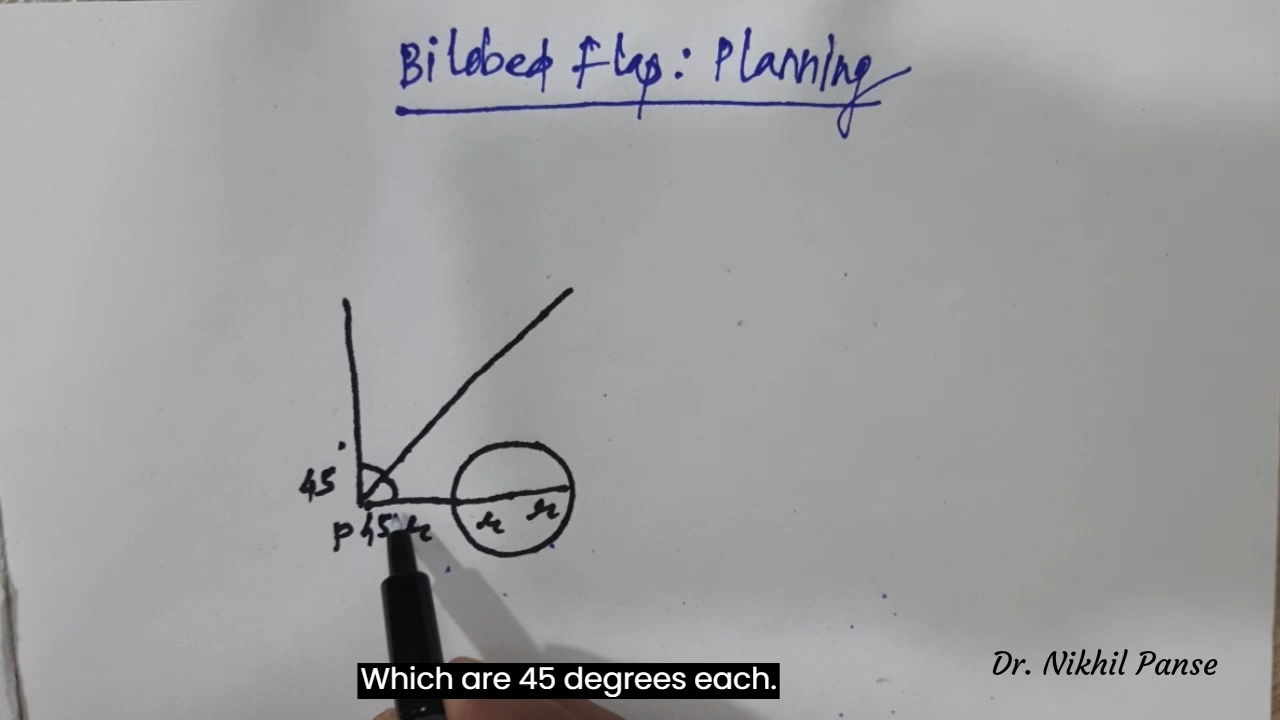 Bilobed Flap: Planning
45°
P 45° r
r r
Which are 45 degrees each.
Dr. Nikhil Panse